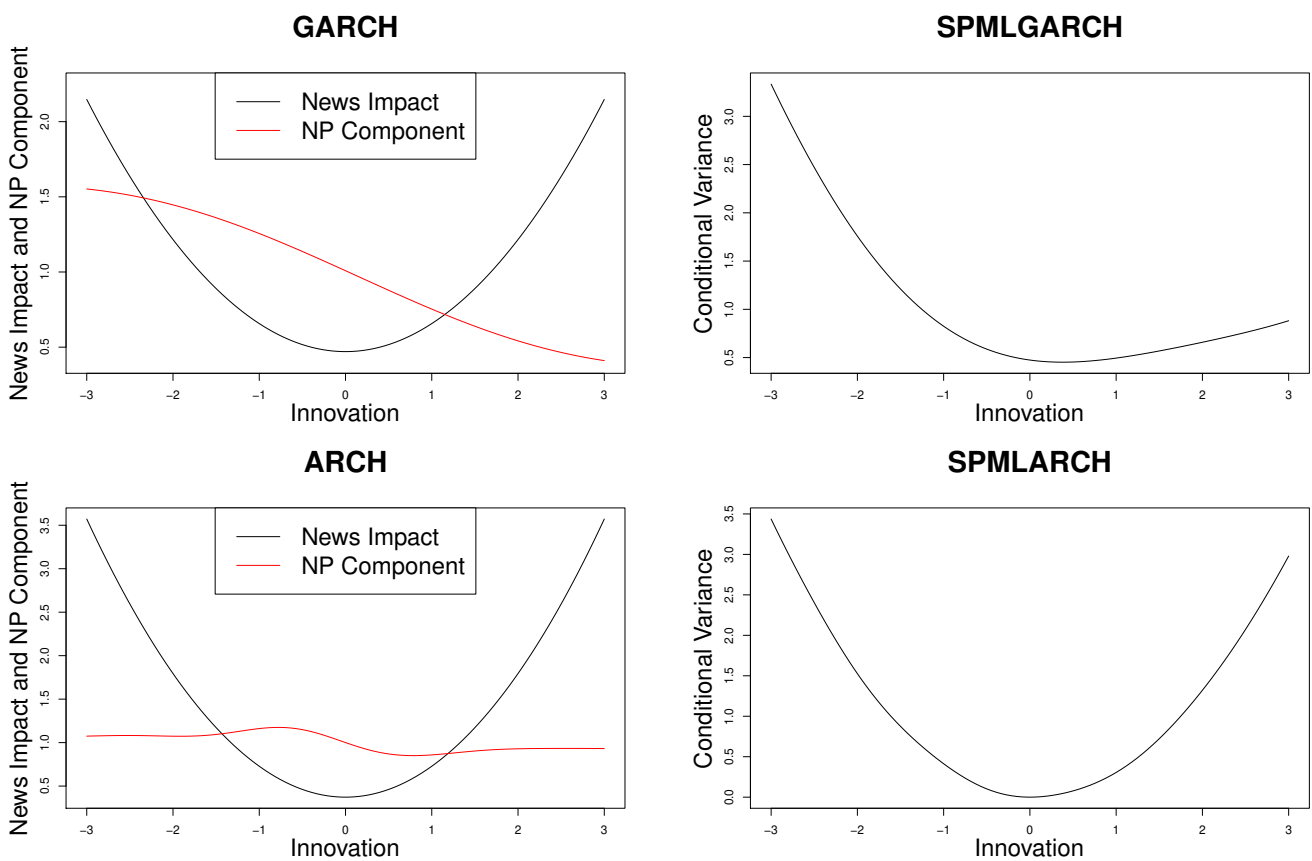 GARCH
News Impact and NP Component
2.0
1.5
1.0
0.5
News Impact
NP Component
−3 −2 −1 0 1 2 3
Innovation
SPMLGARCH
Conditional Variance
3.0
2.5
2.0
1.5
1.0
0.5
−3 −2 −1 0 1 2 3
Innovation
ARCH
News Impact and NP Component
3.5
3.0
2.5
2.0
1.5
1.0
0.5
News Impact
NP Component
−3 −2 −1 0 1 2 3
Innovation
SPMLARCH
Conditional Variance
3.5
3.0
2.5
2.0
1.5
1.0
0.5
0.0
−3 −2 −1 0 1 2 3
Innovation